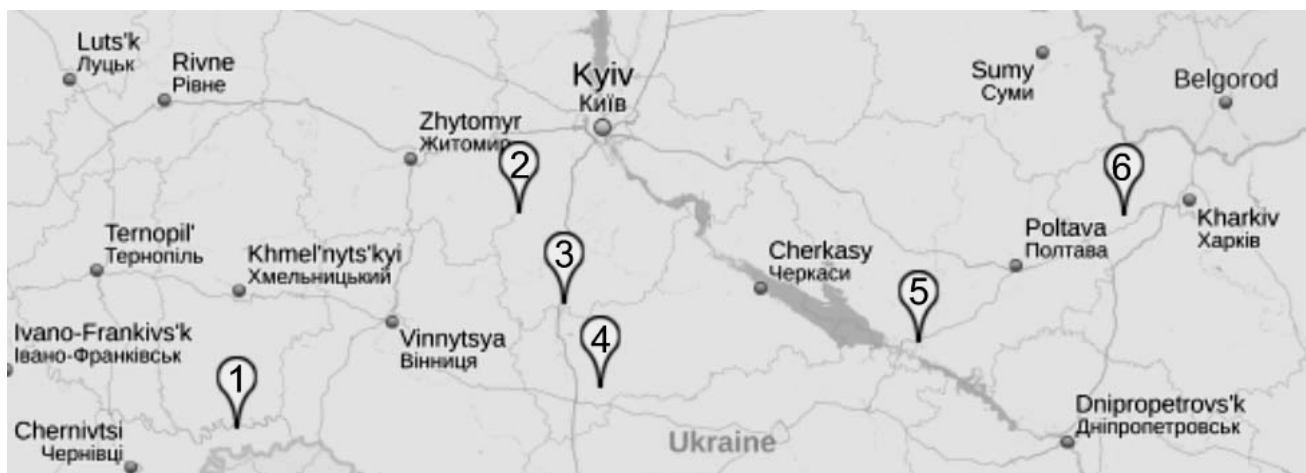 Luts'k
Луцьк
Rivne
Рівне
Kyiv
Київ
Sumy
Суми
Belgorod
Zhytomyr
Житомир
2
6
Ternopil'
Тернопіль
Khmel'nyts'kyi
Хмельницький
3
Cherkasy
Черкаси
Poltava
Полтава
Kharkiv
Харків
5
Ivano-Frankivs'k
Івано-Франківськ
Vinnytsya
Вінниця
4
1
Chernivtsi
Чернівці
Ukraine
Dnipropetrovs'k
Дніпропетровськ